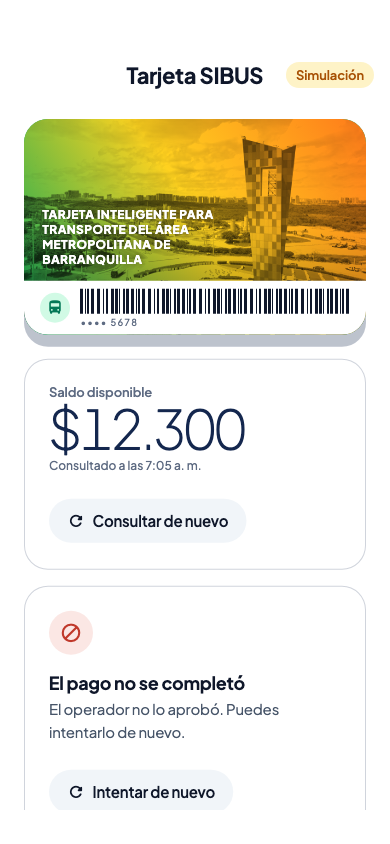 Tarjeta SIBUS
Simulación
TARJETA INTELIGENTE PARA
TRANSPORTE DEL ÁREA
METROPOLITANA DE
BARRANQUILLA
•••• 5678
Saldo disponible
$12.300
Consultado a las 7:05 a. m.
Consultar de nuevo
El pago no se completó
El operador no lo aprobó. Puedes
intentarlo de nuevo.
Intentar de nuevo